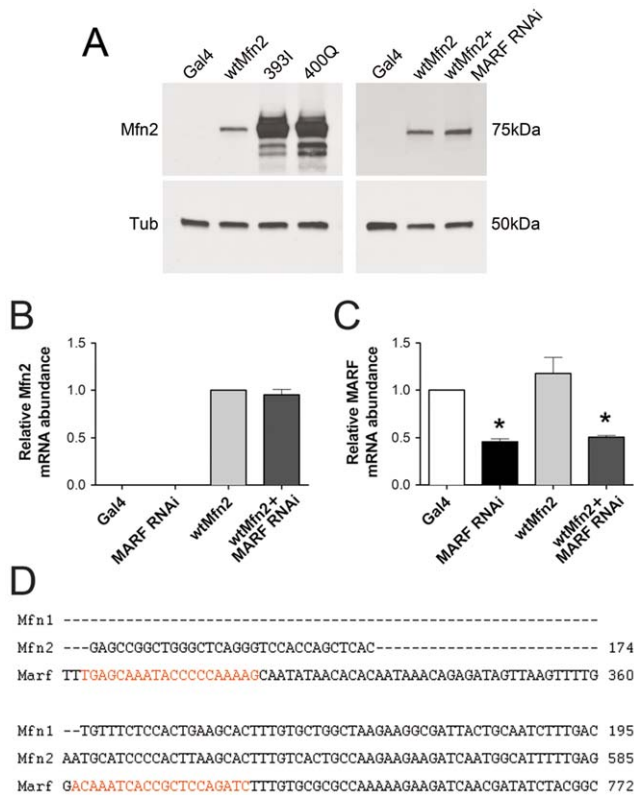 A
Gal4 wtMfn2 393I 400Q Gal4 wtMfn2 wtMfn2+ MARF RNAi
Mfn2 75kDa
Tub 50kDa
B
Relative Mfn2
mRNA abundance
1.5
1.0
0.5
0.0
Gal4 MARF RNAi wtMfn2 wtMfn2+ MARF RNAi
C
Relative MARF
mRNA abundance
1.5
1.0
0.5
0.0
* *
Gal4 MARF RNAi wtMfn2 wtMfn2+ MARF RNAi
D
Mfn1 ------------------------------------------------------------
Mfn2 ---GAGCCGGCTGGGCTCAGGGTCCACCAGCTCAC------------------------- 174
Marf TTTGAGCAAATACCCCCAAAAGCAATATAACACACAATAAACAGAGATAGTTAAGTTTTG 360
Mfn1 --TGTTTCTCCACTGAAGCACTTTGTGCTGGCTAAGAAGGCGATTACTGCAATCTTTGAC 195
Mfn2 AATGCATCCCCACTTAAGCACTTTGTCACTGCCAAGAAGAAGATCAATGGCATTTTTGAG 585
Marf GACAAATCACCGCTCCAGATCTTTGTGCGCGCCAAAAAGAAGATCAACGATATCTACGGC 772